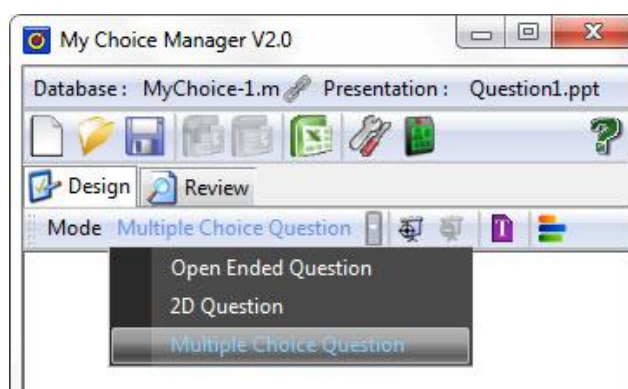 My Choice Manager V2.0
Database : MyChoice-1.m Presentation : Question1.ppt
Design Review
Mode Multiple Choice Question T
Open Ended Question
2D Question
Multiple Choice Question